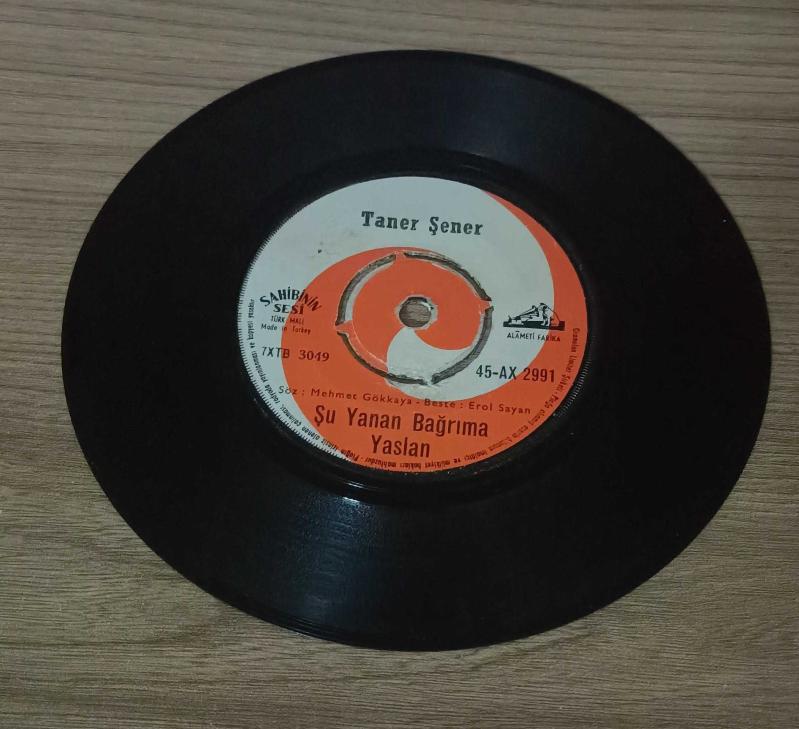 Taner Şener
SAHİBİNİN
SESİ
TÜRK MALI
Made in Turkey
ALÂMETİ FARİKA
7XTB 3049
45-AX 2991
Söz : Mehmet Gökkaya - Beste : Erol Sayan
Şu Yanan Bağrıma
Yaslan